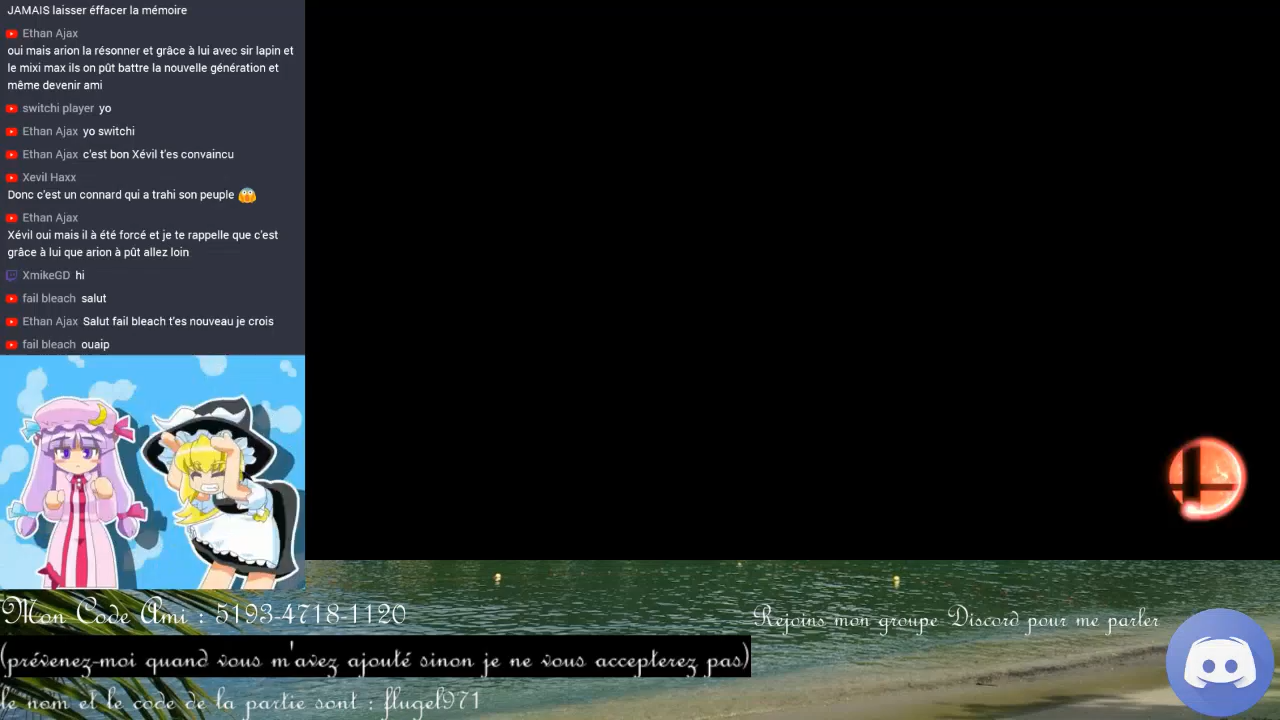 JAMAIS laisser éffacer la mémoire
Ethan Ajax
oui mais arion la résonner et grâce à lui avec sir lapin et
le mixi max ils on pût battre la nouvelle génération et
même devenir ami
switchi player yo
Ethan Ajax yo switchi
Ethan Ajax c'est bon Xévil t'es convaincu
Xevil Haxx
Donc c'est un connard qui a trahi son peuple 😱
Ethan Ajax
Xévil oui mais il à été forcé et je te rappelle que c'est
grâce à lui que arion à pût allez loin
XmikeGD hi
fail bleach salut
Ethan Ajax Salut fail bleach t'es nouveau je crois
fail bleach ouaip
Mon Code Ami : 5193-4718-1120
Rejoins mon groupe Discord pour me parler
(prévenez-moi quand vous m'avez ajouté sinon je ne vous accepterez pas)
le nom et le code de la partie sont : flugel971